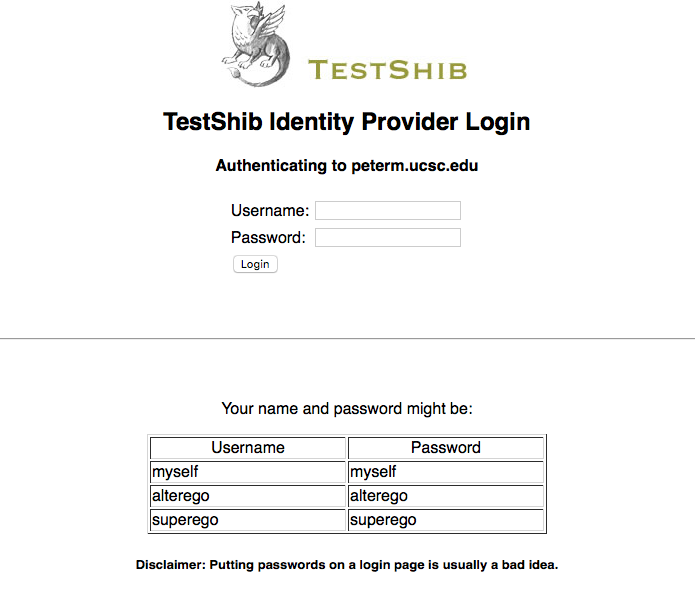 TESTSHIB
TestShib Identity Provider Login
Authenticating to peterm.ucsc.edu
Username:
Password:
Login
Your name and password might be:
Username Password
myself myself
alterego alterego
superego superego
Disclaimer: Putting passwords on a login page is usually a bad idea.